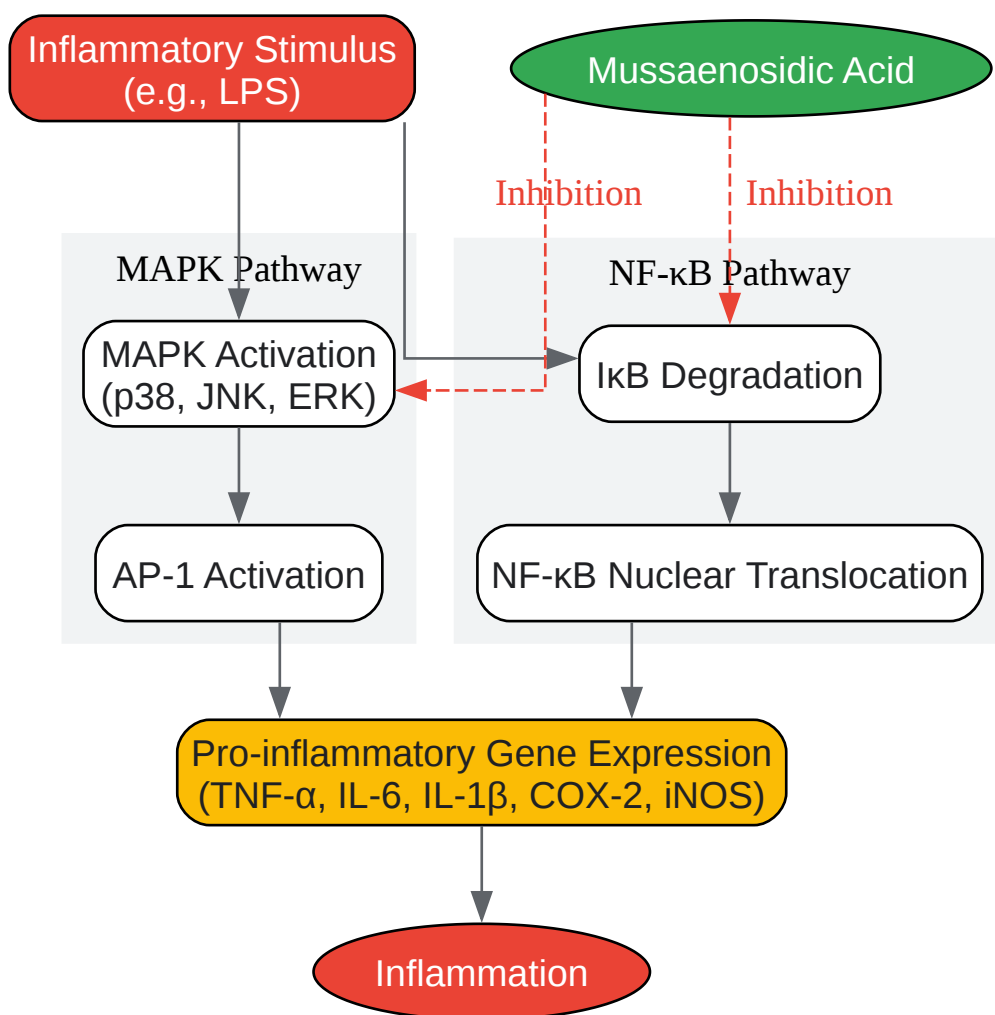 Inflammatory Stimulus
(e.g., LPS)
Mussaenosidic Acid
Inhibition
Inhibition
MAPK Pathway
NF-κB Pathway
MAPK Activation
(p38, JNK, ERK)
IκB Degradation
AP-1 Activation
NF-κB Nuclear Translocation
Pro-inflammatory Gene Expression
(TNF-α, IL-6, IL-1β, COX-2, iNOS)
Inflammation